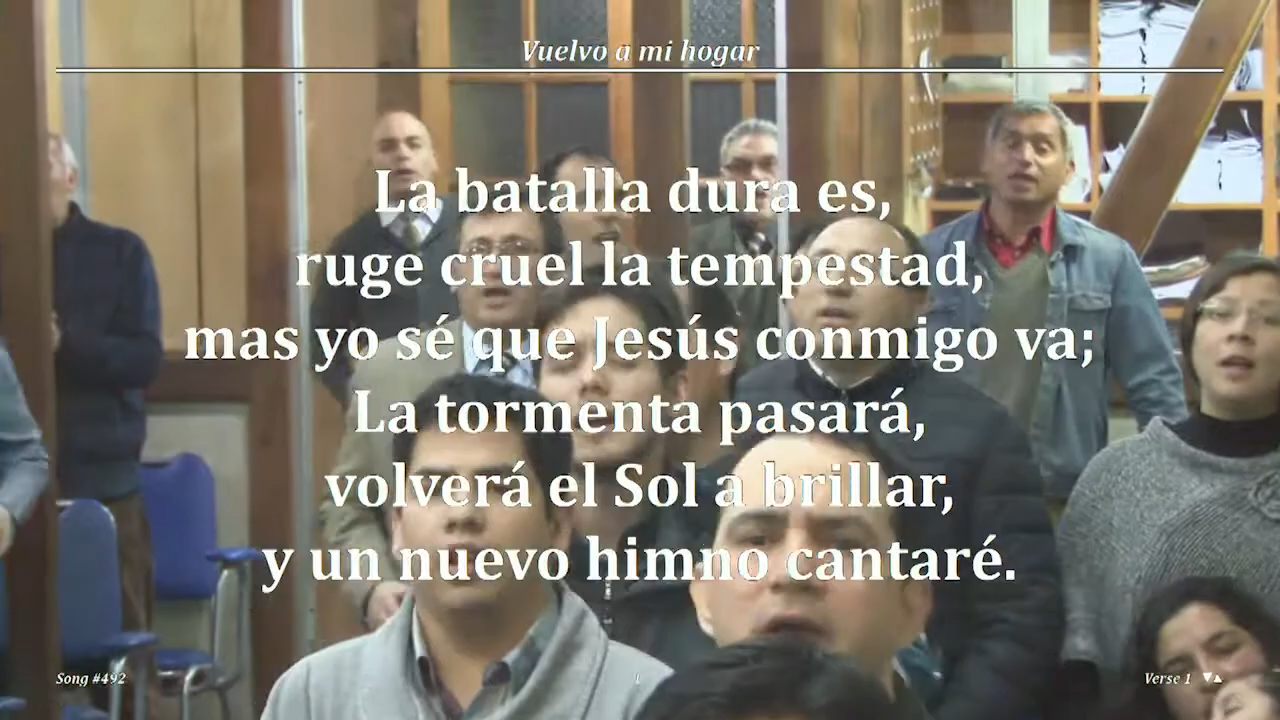 Vuelvo a mi hogar
La batalla dura es,
ruge cruel la tempestad,
mas yo sé que Jesús conmigo va;
La tormenta pasará,
volverá el Sol a brillar,
y un nuevo himno cantaré.
Song #492
Verse 1 ▼▲